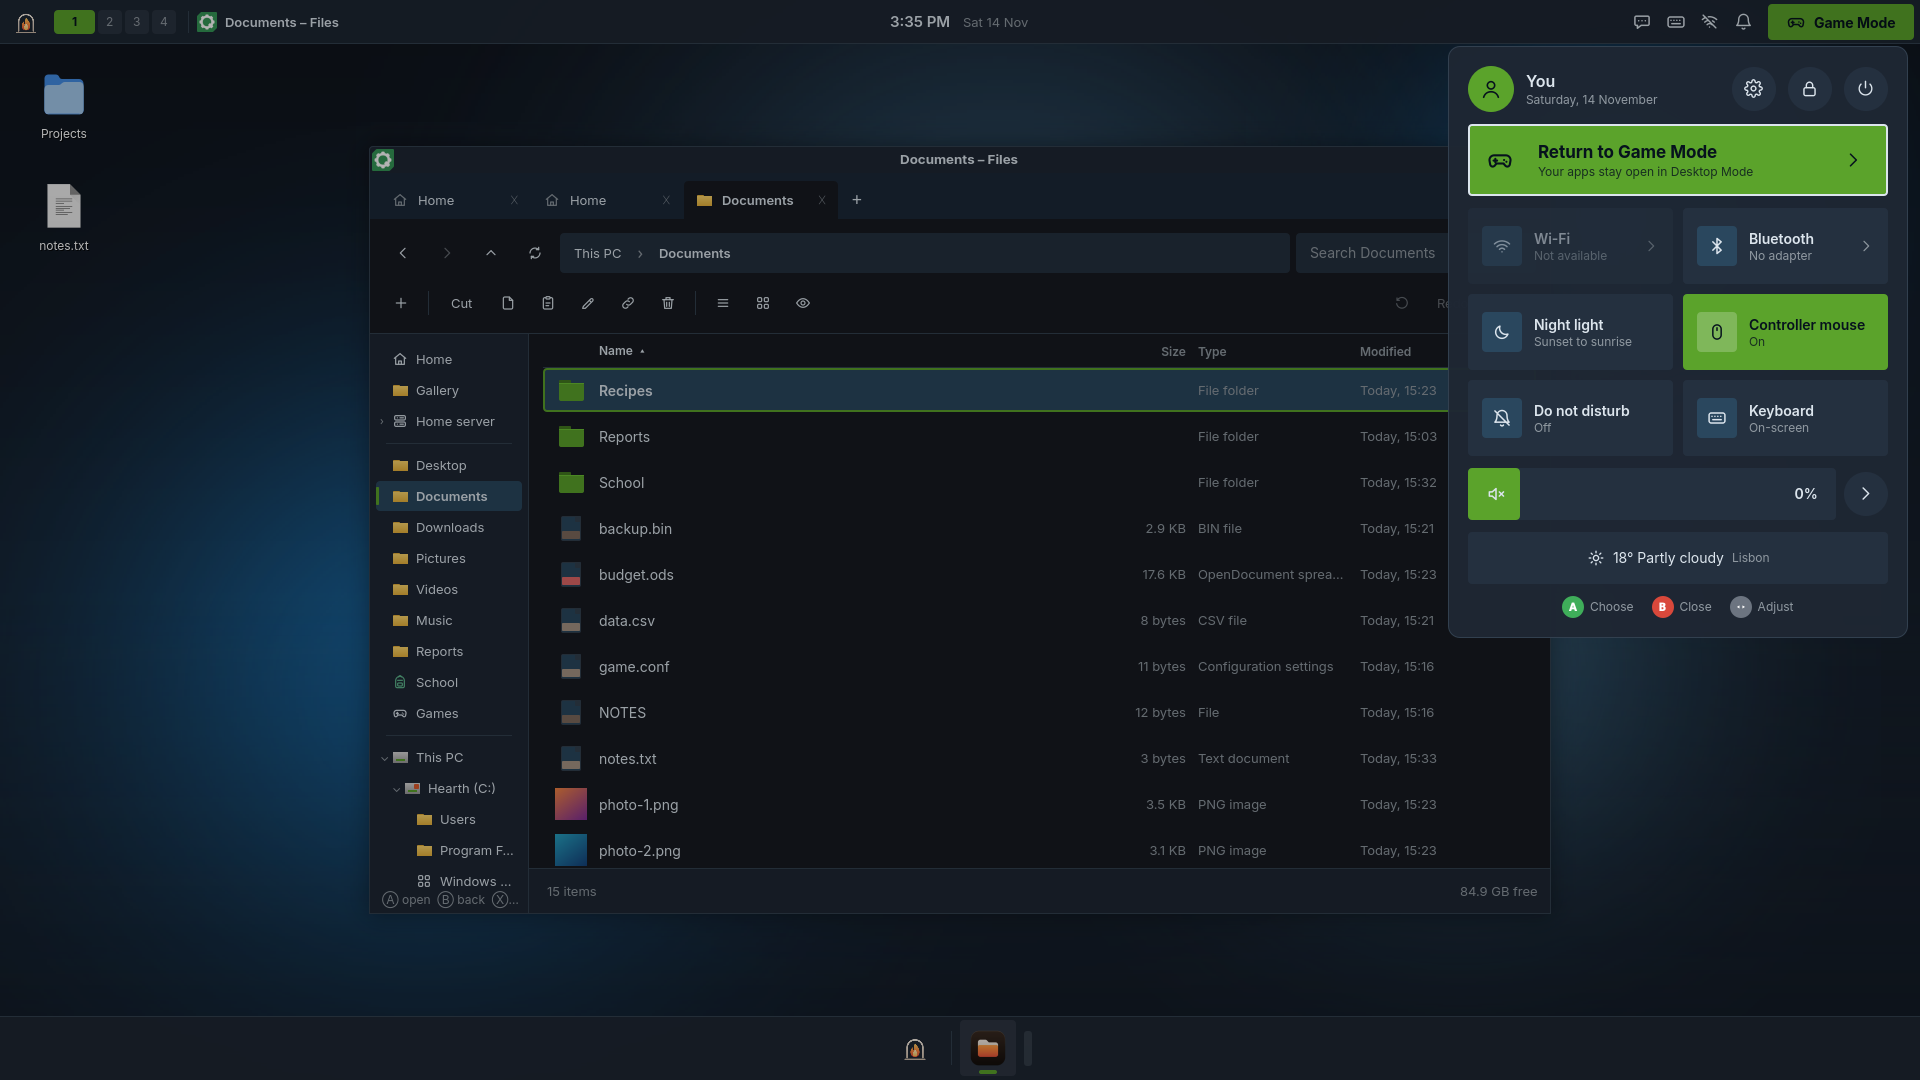 1 2 3 4 Documents – Files 3:35 PM Sat 14 Nov Game Mode
Projects
notes.txt
You
Saturday, 14 November
Return to Game Mode
Your apps stay open in Desktop Mode
Wi-Fi
Not available
Bluetooth
No adapter
Night light
Sunset to sunrise
Controller mouse
On
Do not disturb
Off
Keyboard
On-screen
0%
18° Partly cloudy Lisbon
A Choose B Close Adjust
Documents – Files
Home X Home X Documents X +
This PC › Documents Search Documents
Cut
Home
Gallery
Home server
Desktop
Documents
Downloads
Pictures
Videos
Music
Reports
School
Games
This PC
Hearth (C:)
Users
Program F...
Windows ...
A open B back X...
Name Size Type Modified
Recipes File folder Today, 15:23
Reports File folder Today, 15:03
School File folder Today, 15:32
backup.bin 2.9 KB BIN file Today, 15:21
budget.ods 17.6 KB OpenDocument sprea... Today, 15:23
data.csv 8 bytes CSV file Today, 15:21
game.conf 11 bytes Configuration settings Today, 15:16
NOTES 12 bytes File Today, 15:16
notes.txt 3 bytes Text document Today, 15:33
photo-1.png 3.5 KB PNG image Today, 15:23
photo-2.png 3.1 KB PNG image Today, 15:23
15 items 84.9 GB free